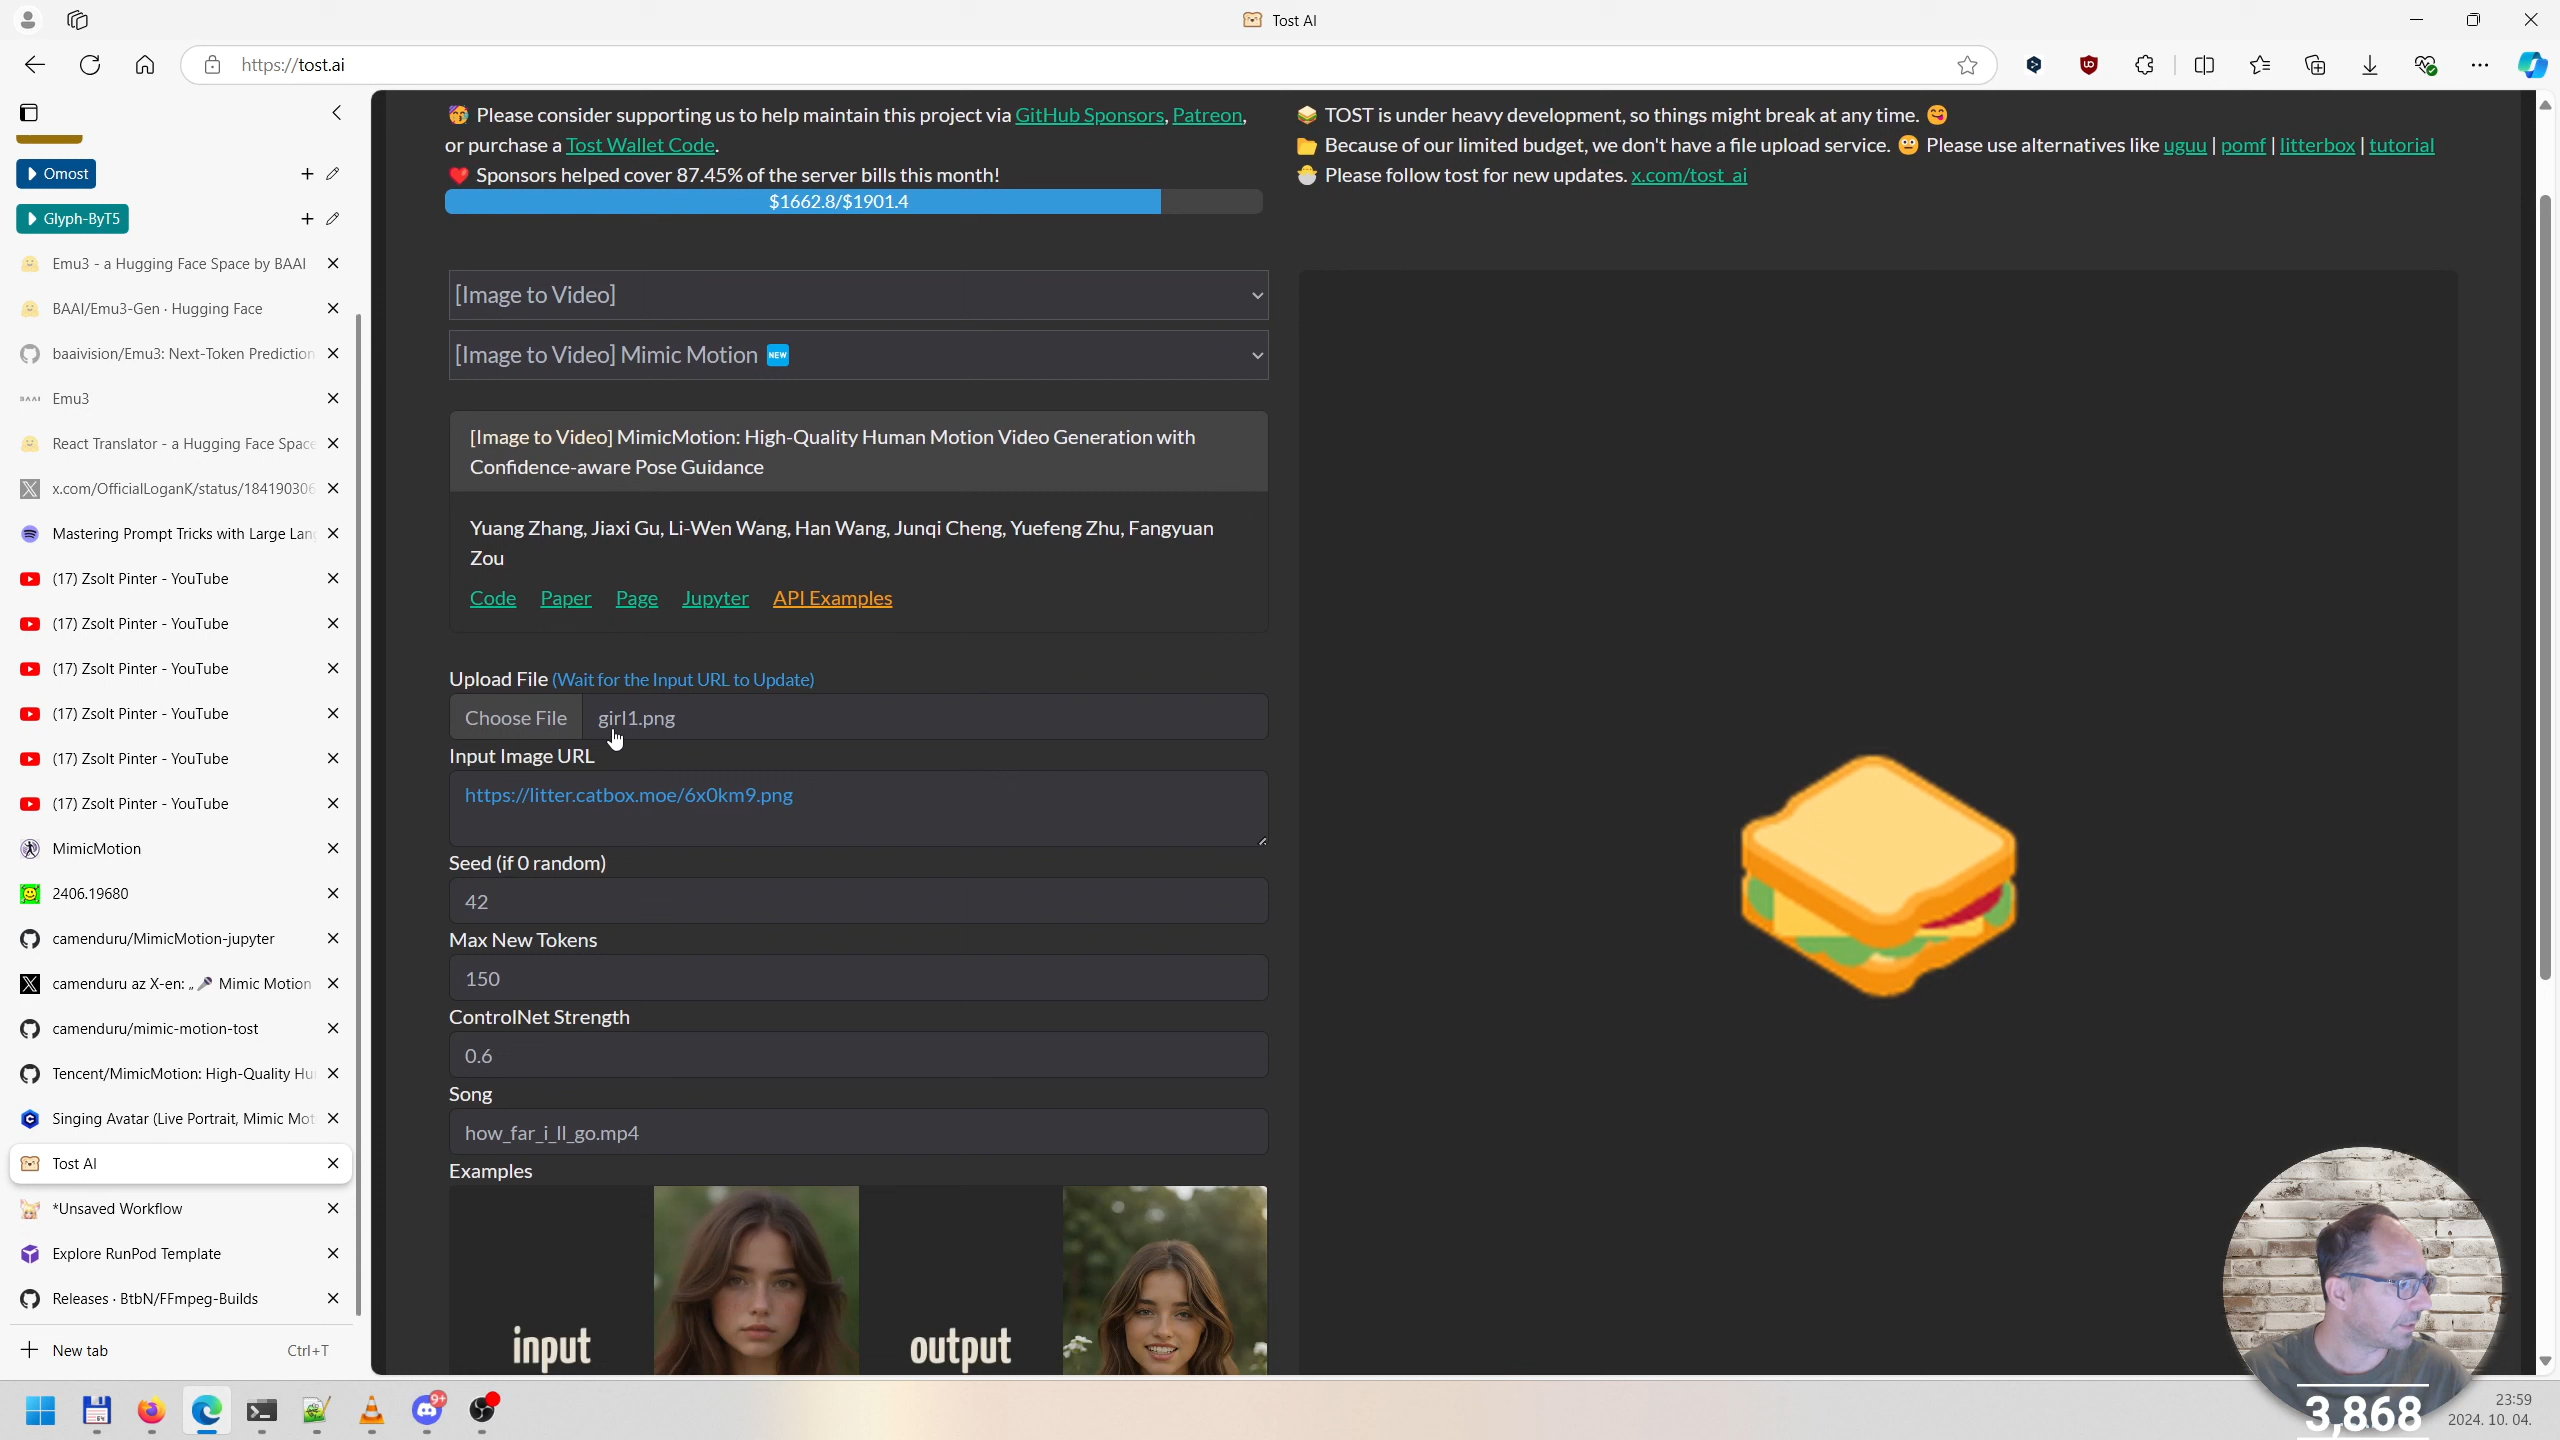 Tost AI
https://tost.ai
Omost
Glyph-ByT5
Emu3 - a Hugging Face Space by BAAI
BAAI/Emu3-Gen · Hugging Face
baaivision/Emu3: Next-Token Prediction
BAAI Emu3
React Translator - a Hugging Face Space
x.com/OfficialLoganK/status/184190306
Mastering Prompt Tricks with Large Lan
(17) Zsolt Pinter - YouTube
(17) Zsolt Pinter - YouTube
(17) Zsolt Pinter - YouTube
(17) Zsolt Pinter - YouTube
(17) Zsolt Pinter - YouTube
(17) Zsolt Pinter - YouTube
MimicMotion
2406.19680
camenduru/MimicMotion-jupyter
camenduru az X-en: „🎤 Mimic Motion
camenduru/mimic-motion-tost
Tencent/MimicMotion: High-Quality Hu
Singing Avatar (Live Portrait, Mimic Mot
Tost AI
*Unsaved Workflow
Explore RunPod Template
Releases · BtbN/FFmpeg-Builds
New tab Ctrl+T
🥳 Please consider supporting us to help maintain this project via GitHub Sponsors, Patreon,
or purchase a Tost Wallet Code.
❤️ Sponsors helped cover 87.45% of the server bills this month!
$1662.8/$1901.4
🥪 TOST is under heavy development, so things might break at any time. 😋
📂 Because of our limited budget, we don't have a file upload service. 😐 Please use alternatives like uguu | pomf | litterbox | tutorial
🐣 Please follow tost for new updates. x.com/tost_ai
[Image to Video]
[Image to Video] Mimic Motion NEW
[Image to Video] MimicMotion: High-Quality Human Motion Video Generation with
Confidence-aware Pose Guidance
Yuang Zhang, Jiaxi Gu, Li-Wen Wang, Han Wang, Junqi Cheng, Yuefeng Zhu, Fangyuan
Zou
Code Paper Page Jupyter API Examples
Upload File (Wait for the Input URL to Update)
Choose File girl1.png
Input Image URL
https://litter.catbox.moe/6x0km9.png
Seed (if 0 random)
42
Max New Tokens
150
ControlNet Strength
0.6
Song
how_far_i_ll_go.mp4
Examples
input output
9+
3,868
23:59
2024. 10. 04.